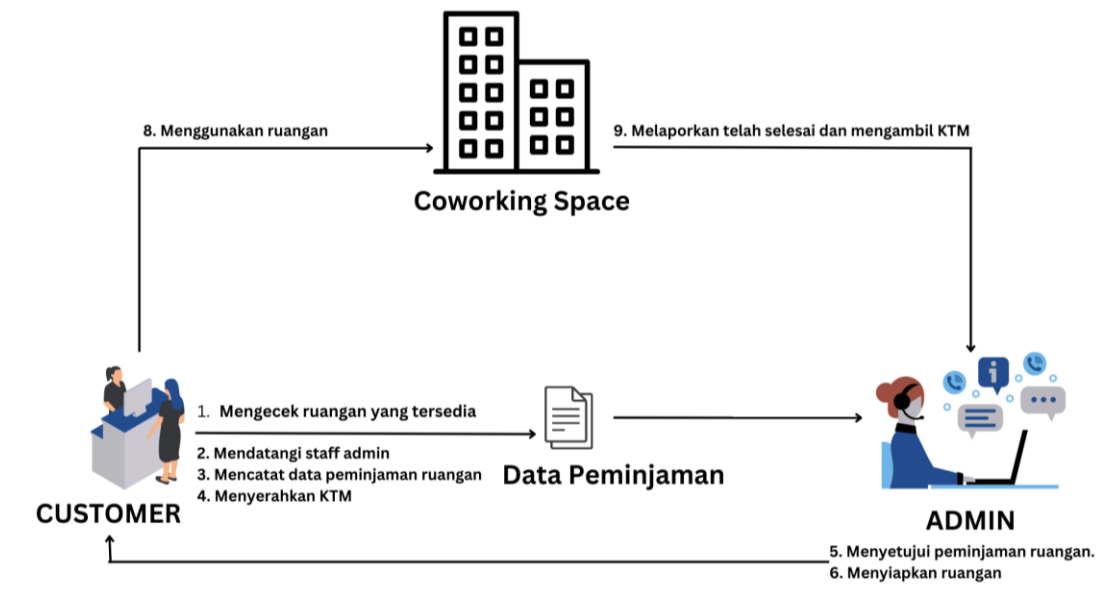 8. Menggunakan ruangan
9. Melaporkan telah selesai dan mengambil KTM
Coworking Space
1. Mengecek ruangan yang tersedia
2. Mendatangi staff admin
3. Mencatat data peminjaman ruangan
4. Menyerahkan KTM
Data Peminjaman
CUSTOMER
ADMIN
5. Menyetujui peminjaman ruangan.
6. Menyiapkan ruangan